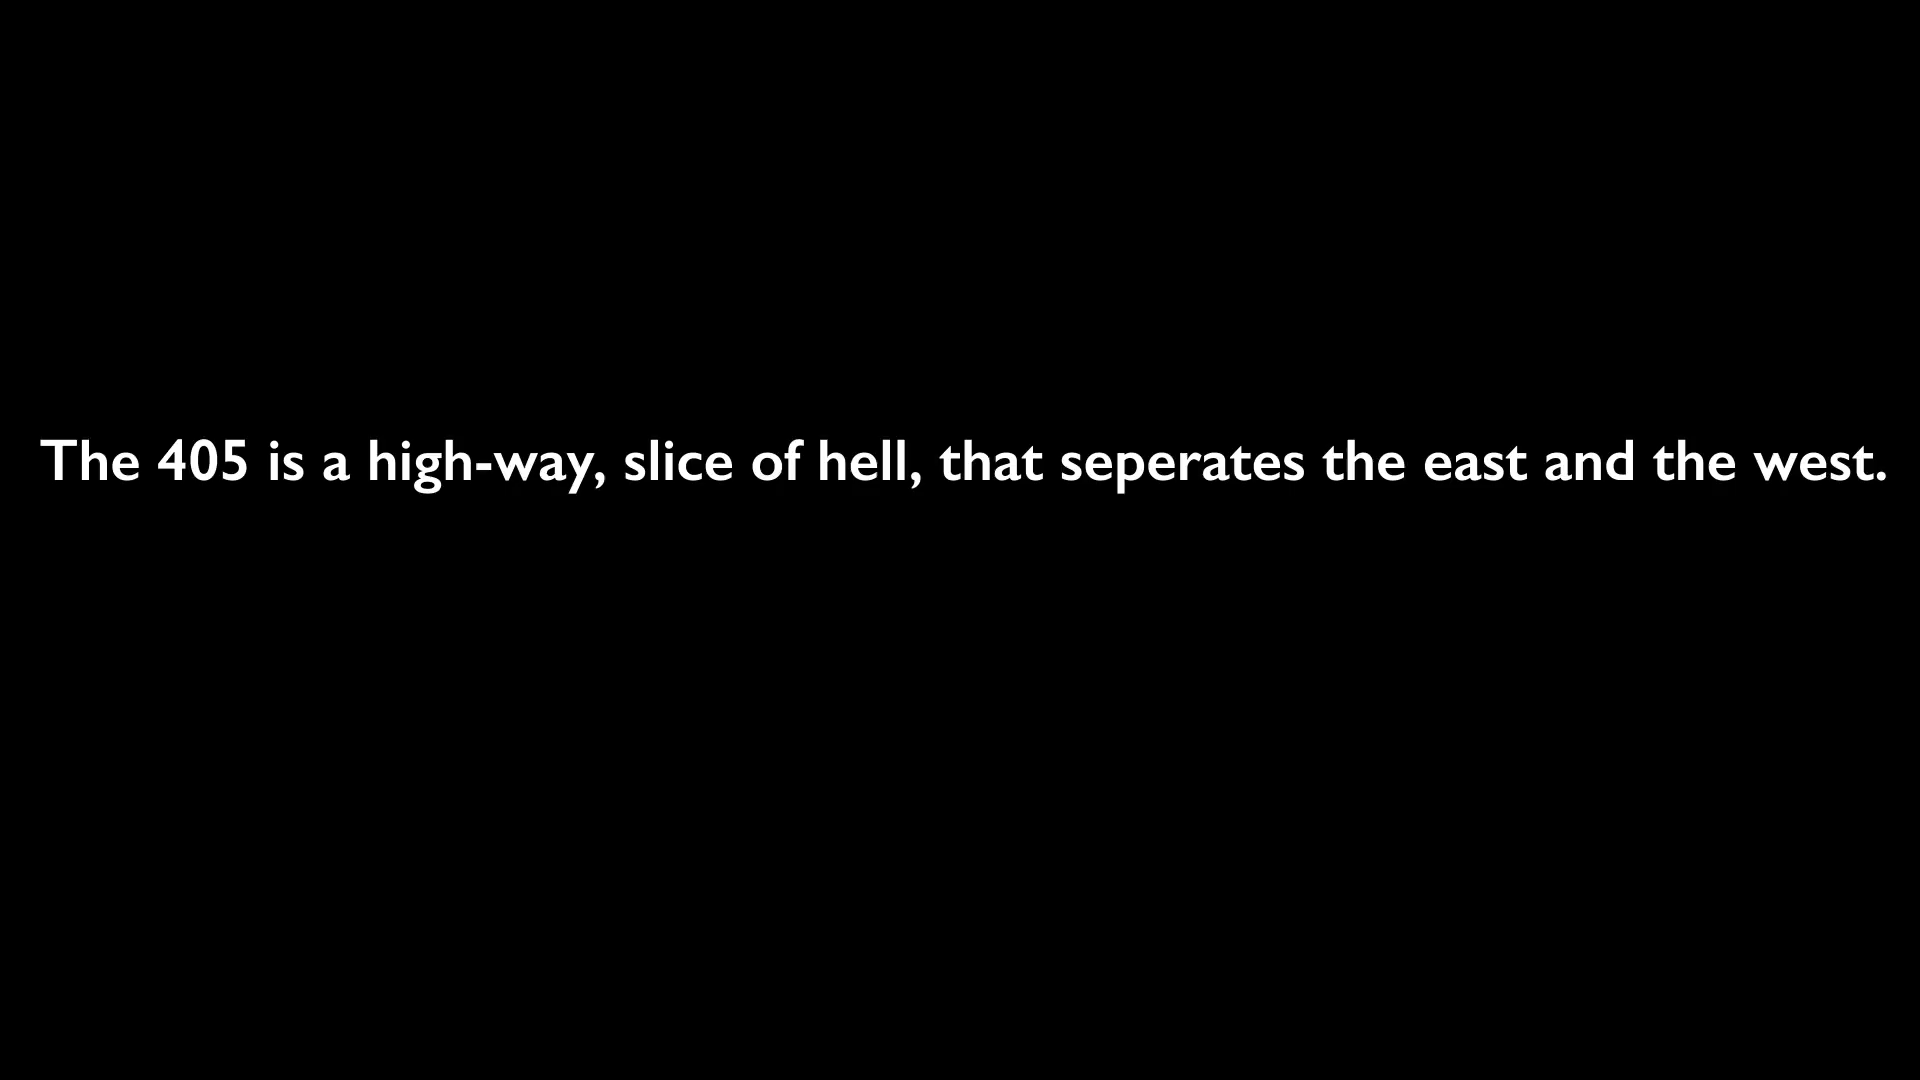 The 405 is a high-way, slice of hell, that seperates the east and the west.